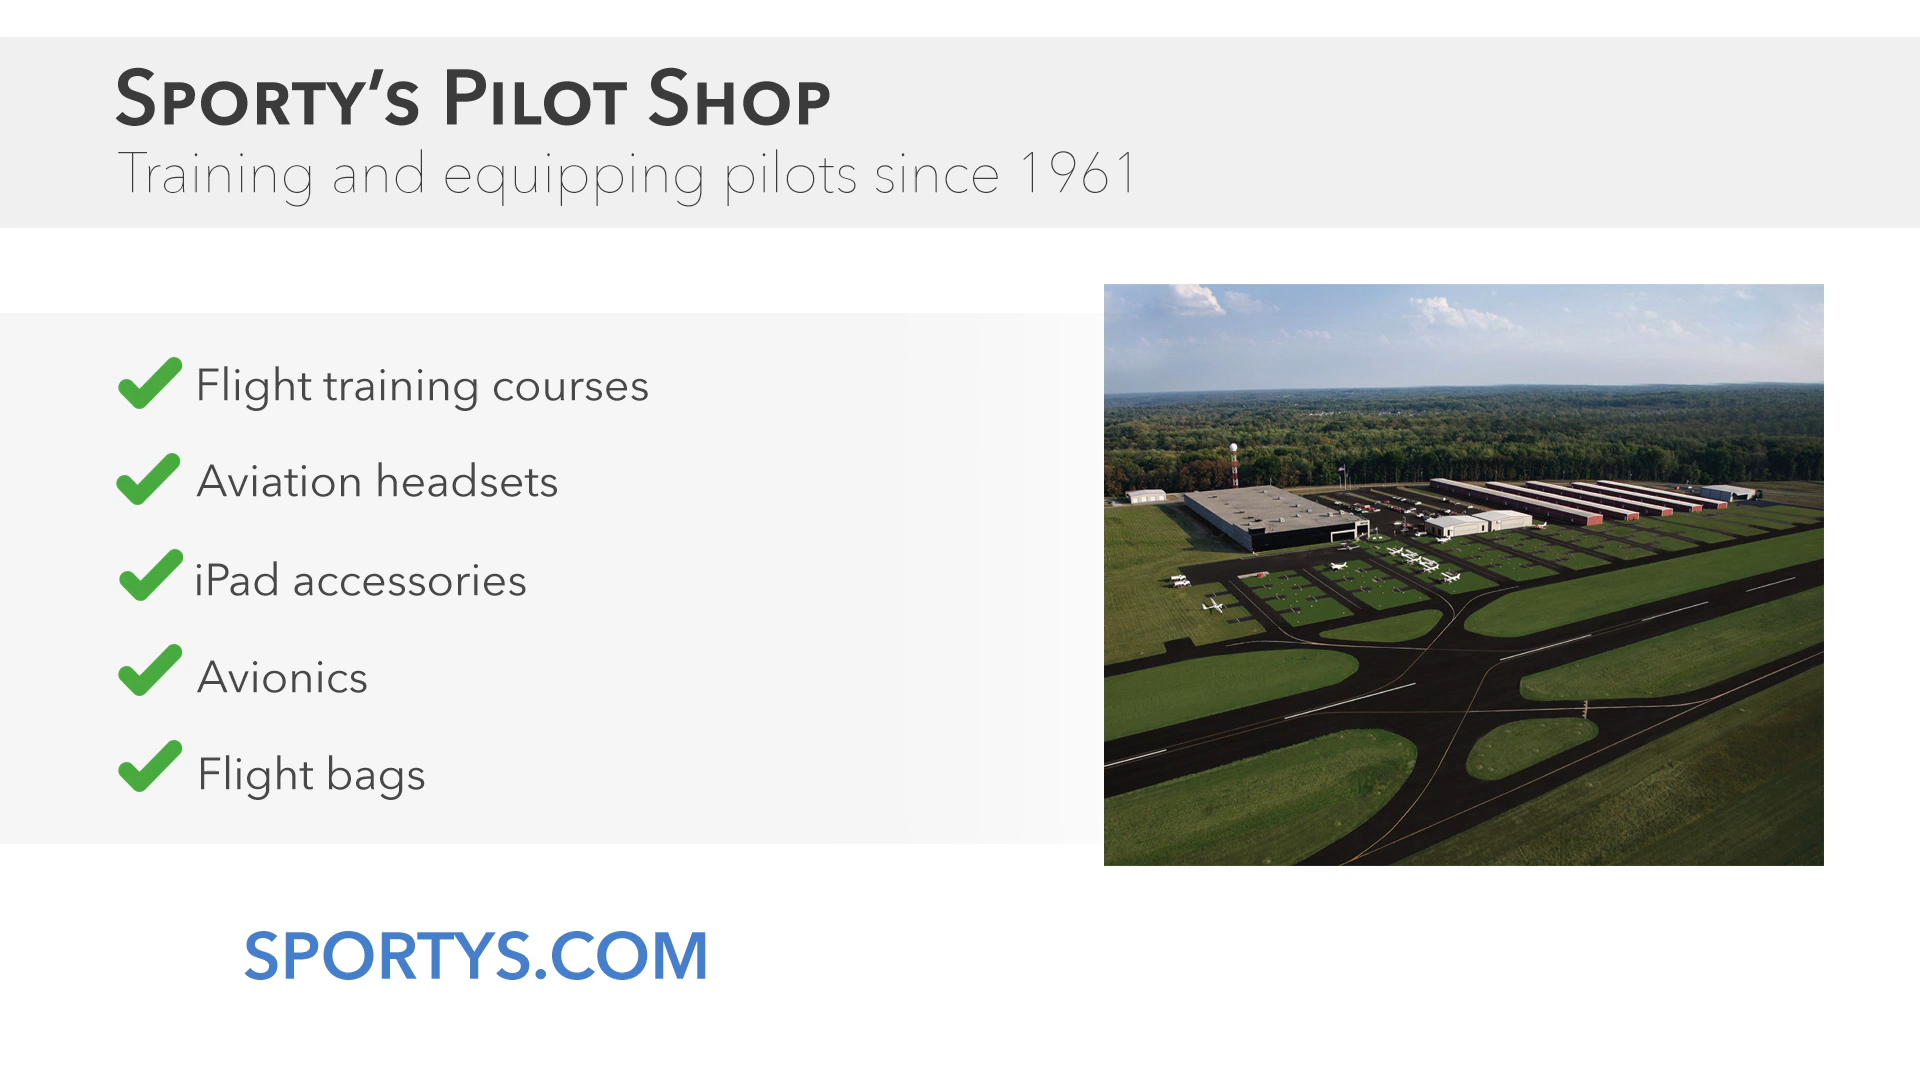 Sporty's Pilot Shop
Training and equipping pilots since 1961
Flight training courses
Aviation headsets
iPad accessories
Avionics
Flight bags
SPORTYS.COM